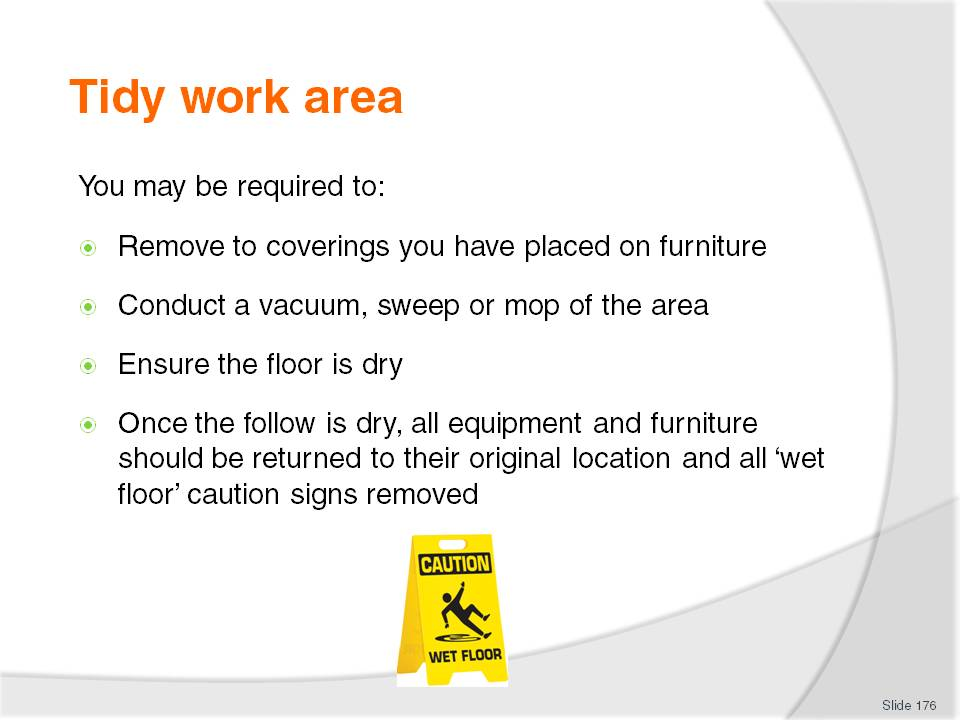 Tidy work area
You may be required to:
Remove to coverings you have placed on furniture
Conduct a vacuum, sweep or mop of the area
Ensure the floor is dry
Once the follow is dry, all equipment and furniture
should be returned to their original location and all ‘wet
floor’ caution signs removed
CAUTION
WET FLOOR
Slide 176